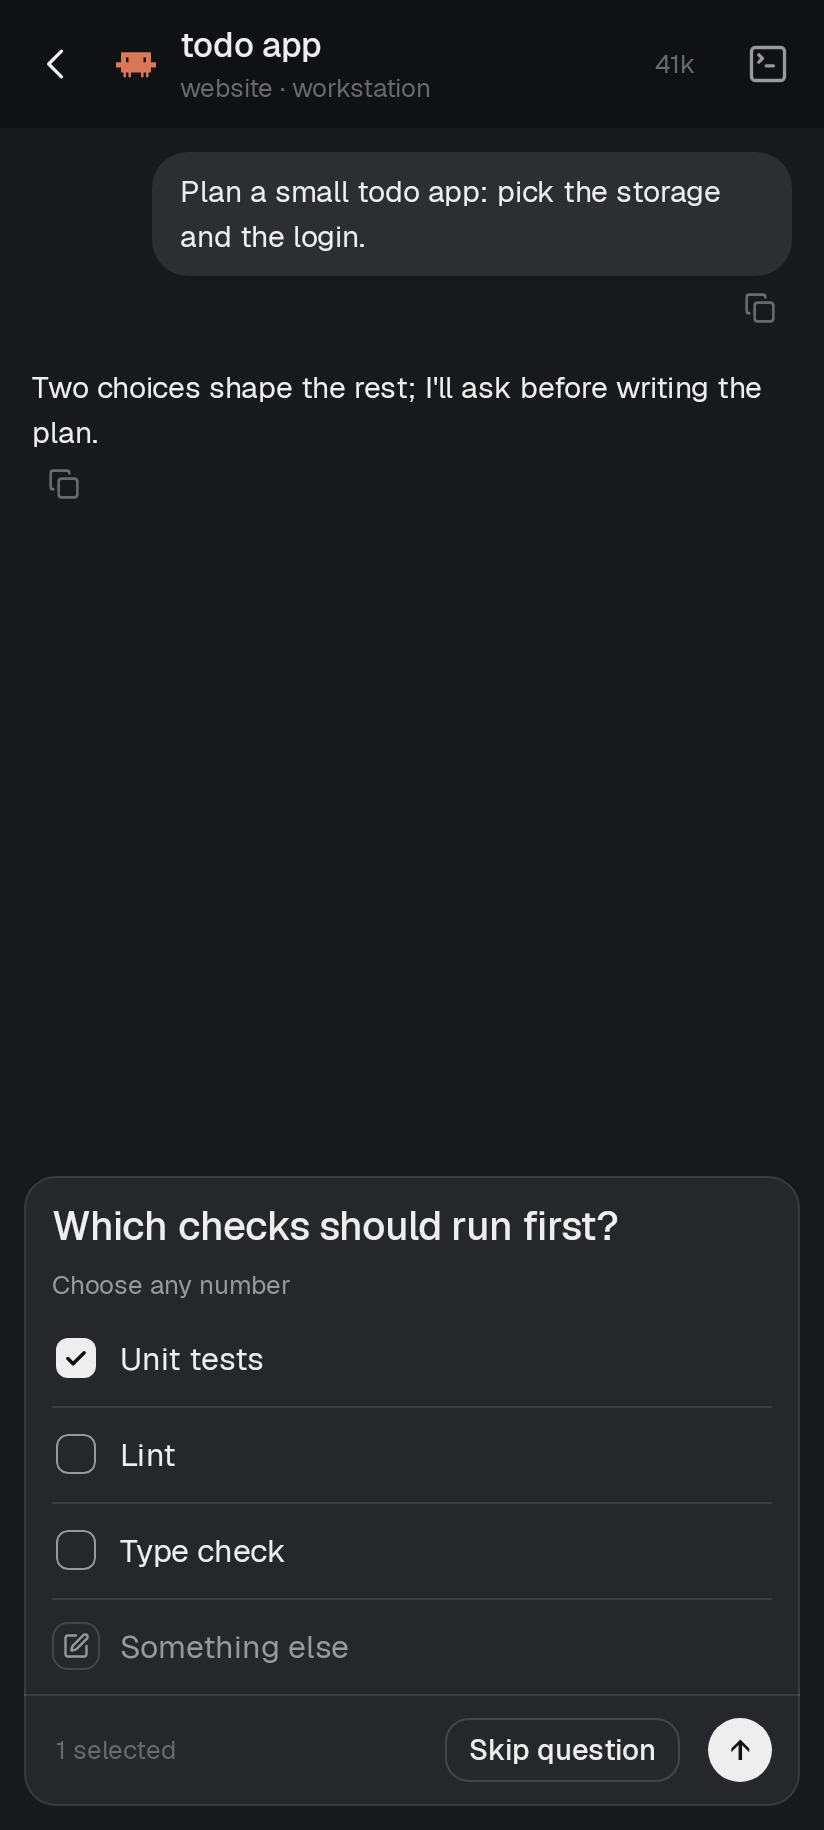 todo app
website · workstation
41k
Plan a small todo app: pick the storage
and the login.
Two choices shape the rest; I'll ask before writing the
plan.
Which checks should run first?
Choose any number
Unit tests
Lint
Type check
Something else
1 selected
Skip question